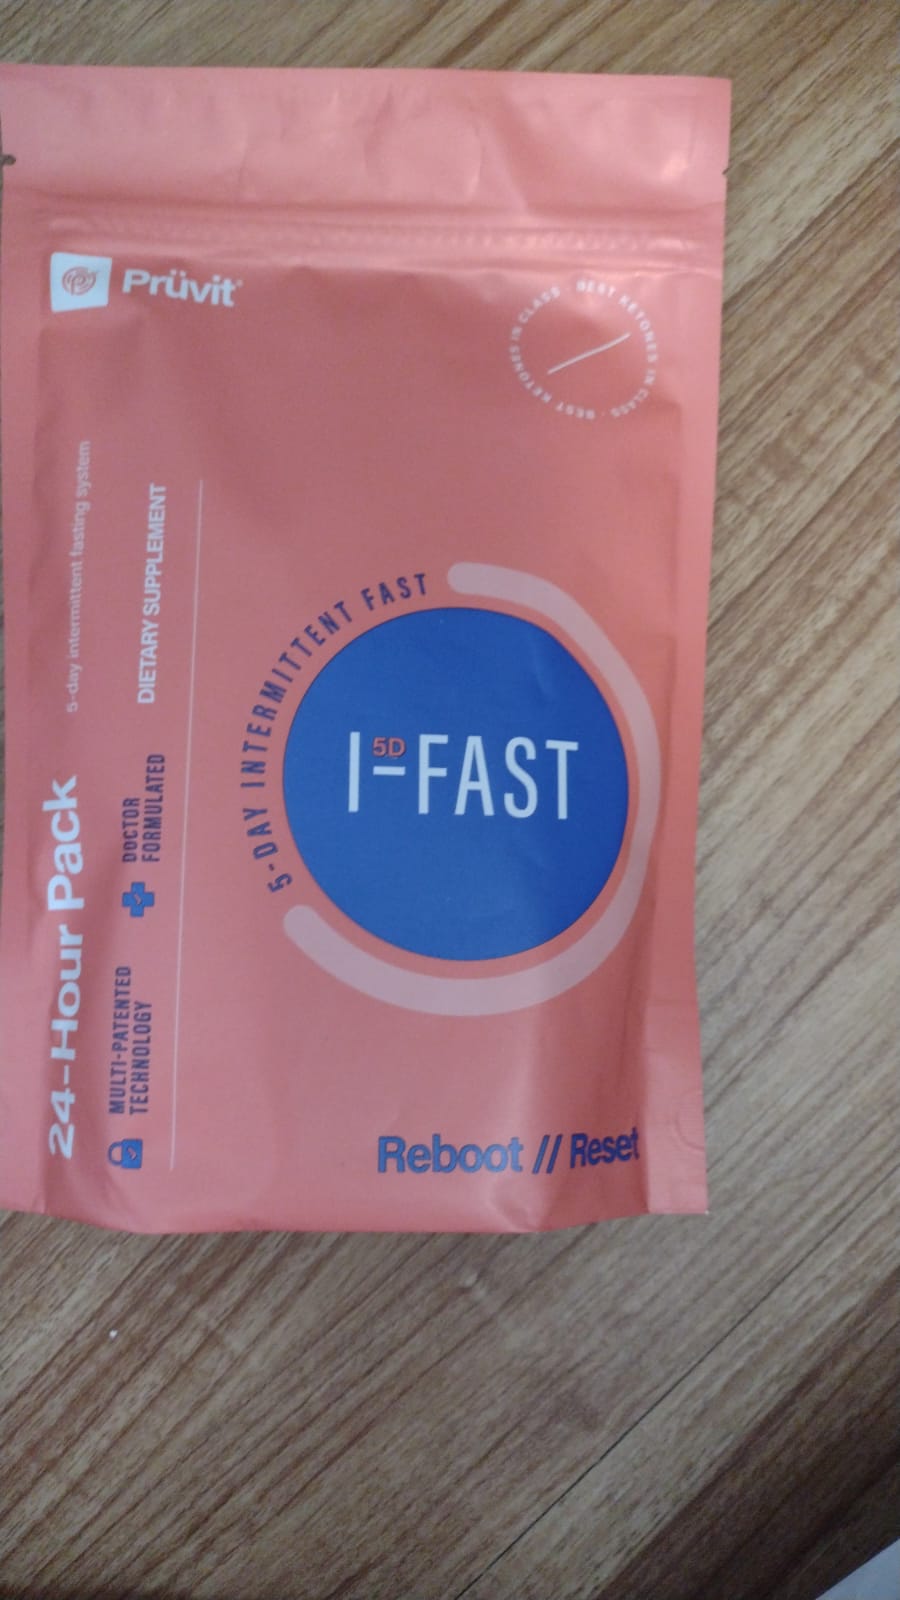 Prüvit®
BEST KETONES IN CLASS · BEST KETONES IN CLASS ·
24-Hour Pack
5-day intermittent fasting system
MULTI-PATENTED
TECHNOLOGY
DOCTOR
FORMULATED
DIETARY SUPPLEMENT
5-DAY INTERMITTENT FAST
5D
I-FAST
Reboot // Reset